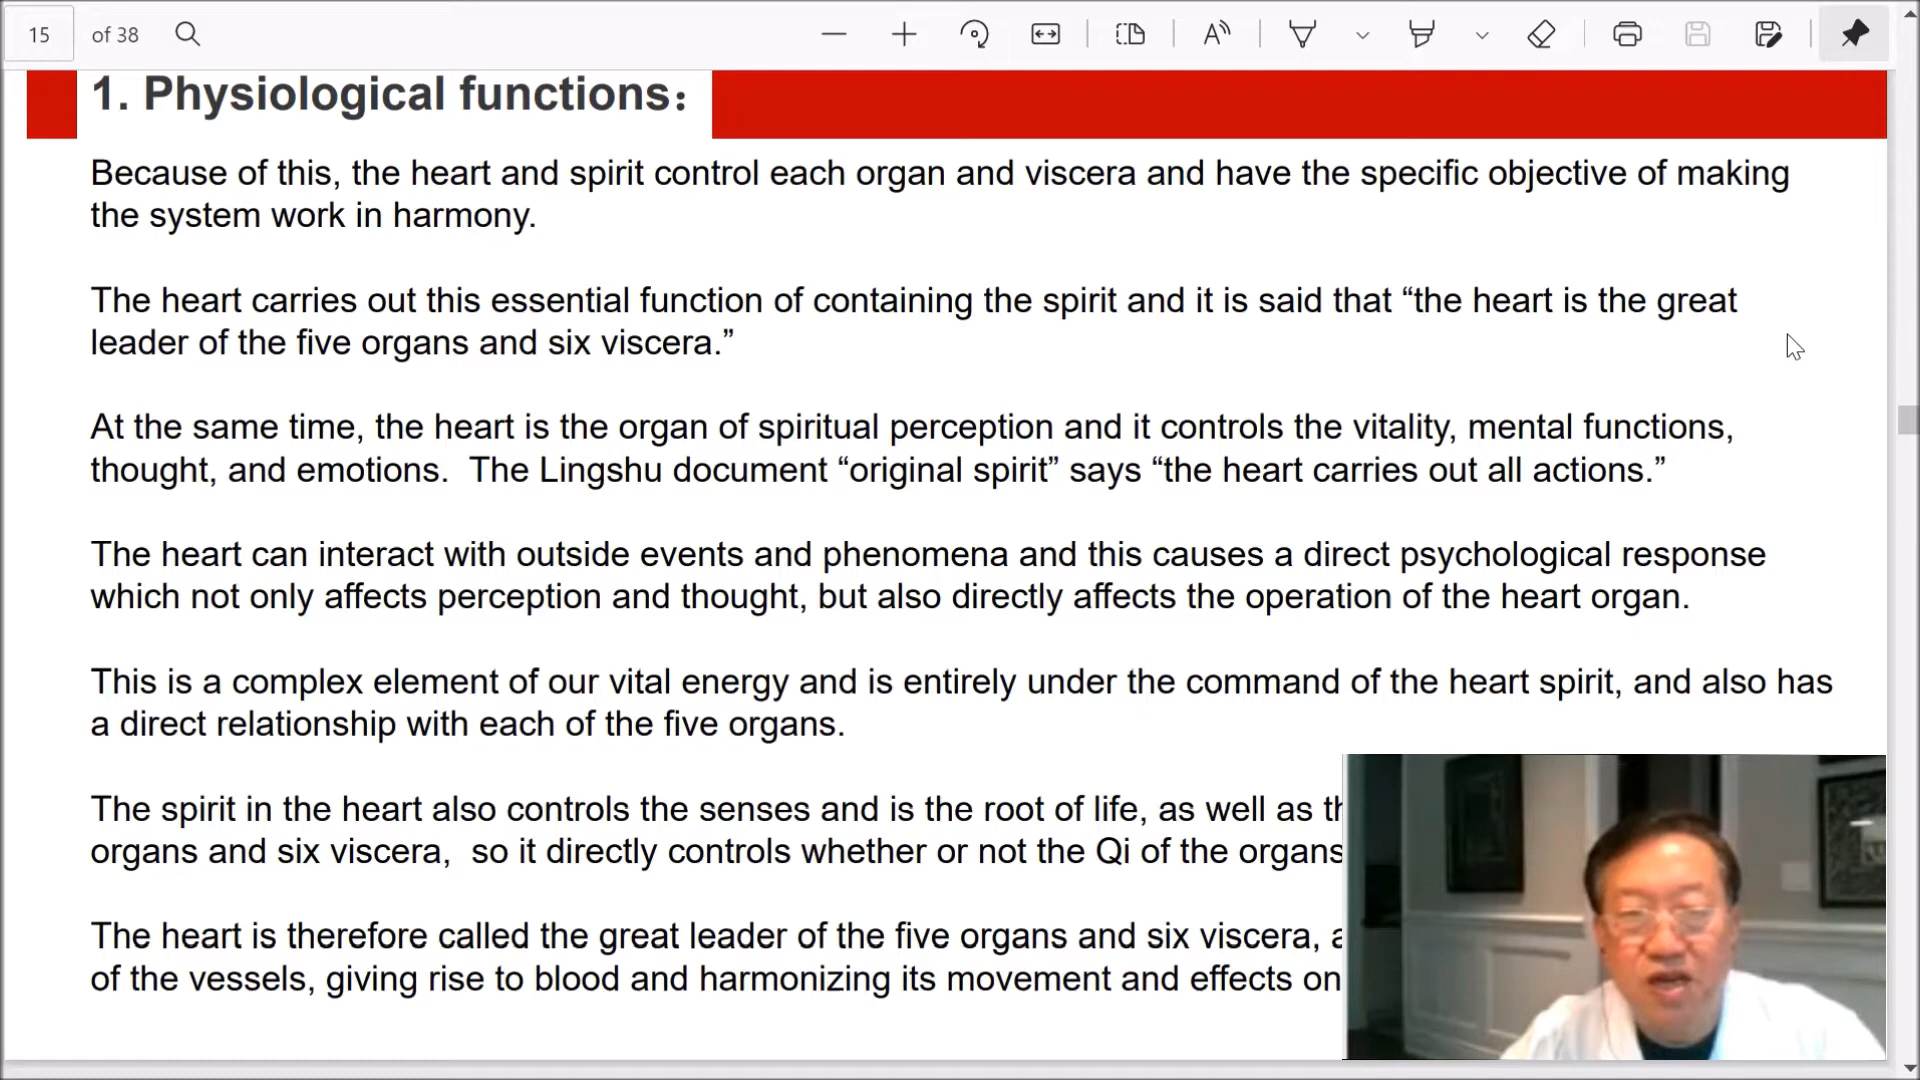 15 of 38
1. Physiological functions：
Because of this, the heart and spirit control each organ and viscera and have the specific objective of making
the system work in harmony.
The heart carries out this essential function of containing the spirit and it is said that “the heart is the great
leader of the five organs and six viscera.”
At the same time, the heart is the organ of spiritual perception and it controls the vitality, mental functions,
thought, and emotions.  The Lingshu document “original spirit” says “the heart carries out all actions.”
The heart can interact with outside events and phenomena and this causes a direct psychological response
which not only affects perception and thought, but also directly affects the operation of the heart organ.
This is a complex element of our vital energy and is entirely under the command of the heart spirit, and also has
a direct relationship with each of the five organs.
The spirit in the heart also controls the senses and is the root of life, as well as
organs and six viscera,  so it directly controls whether or not the Qi of the organs
The heart is therefore called the great leader of the five organs and six viscera,
of the vessels, giving rise to blood and harmonizing its movement and effects on